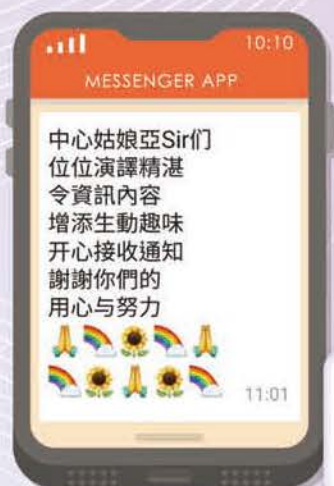 10:10
MESSENGER APP
中心姑娘亞Sir们
位位演譯精湛
令資訊內容
增添生動趣味
开心接收通知
謝謝你們的
用心与努力
🙏🌈🌻🌈🙏
🌈🌻🙏🌻🌈
11:01